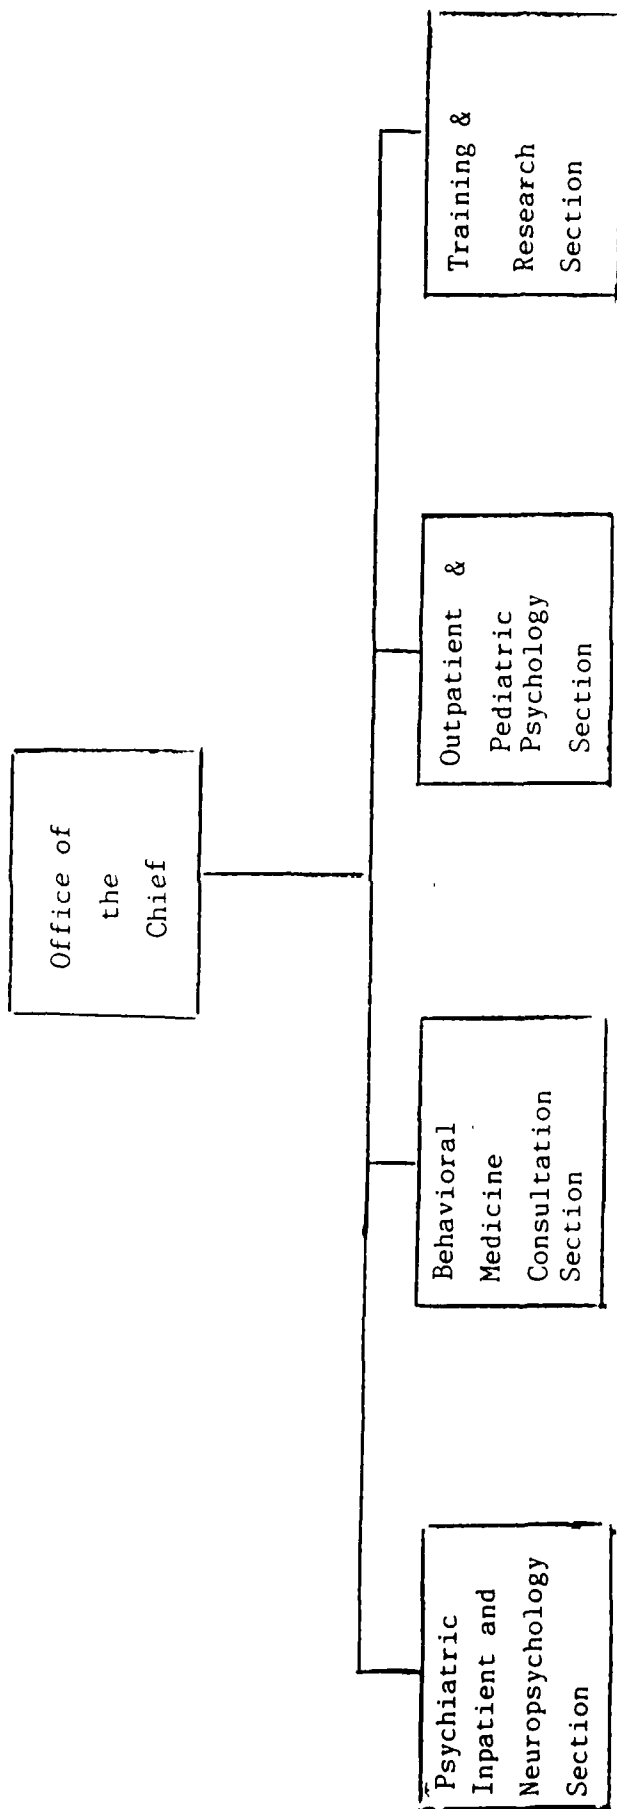 Office of
the
Chief
Psychiatric
Inpatient and
Neuropsychology
Section
Behavioral
Medicine
Consultation
Section
Outpatient &
Pediatric
Psychology
Section
Training &
Research
Section